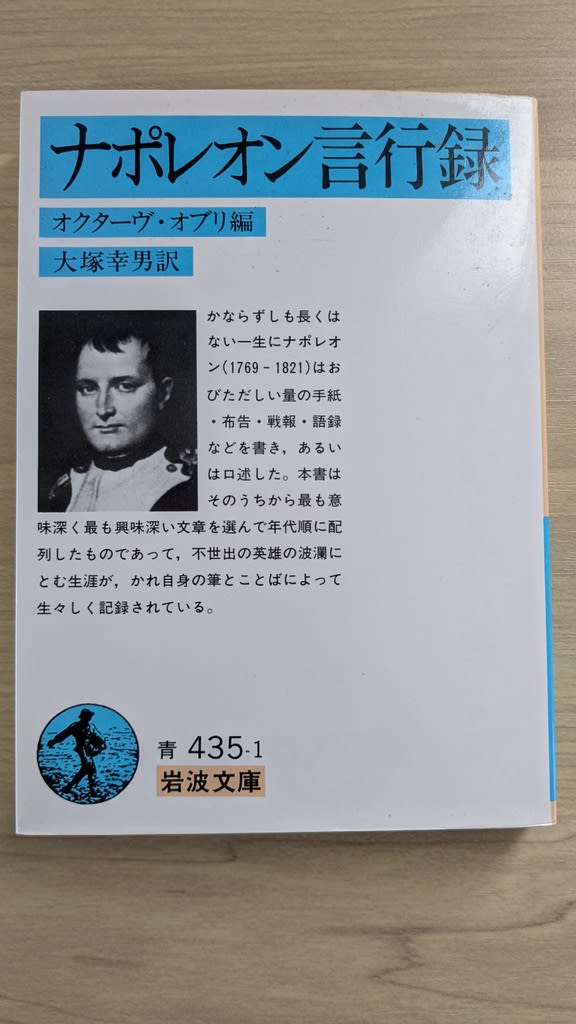 ナポレオン言行録
オクターヴ・オブリ編
大塚幸男訳
かならずしも長くは
ない一生にナポレオ
ン(1769－1821)はお
びただしい量の手紙
・布告・戦報・語録
などを書き，あるい
は口述した。本書は
そのうちから最も意
味深く最も興味深い文章を選んで年代順に配
列したものであって，不世出の英雄の波瀾に
とむ生涯が，かれ自身の筆とことばによって
生々しく記録されている。
青 435-1
岩波文庫